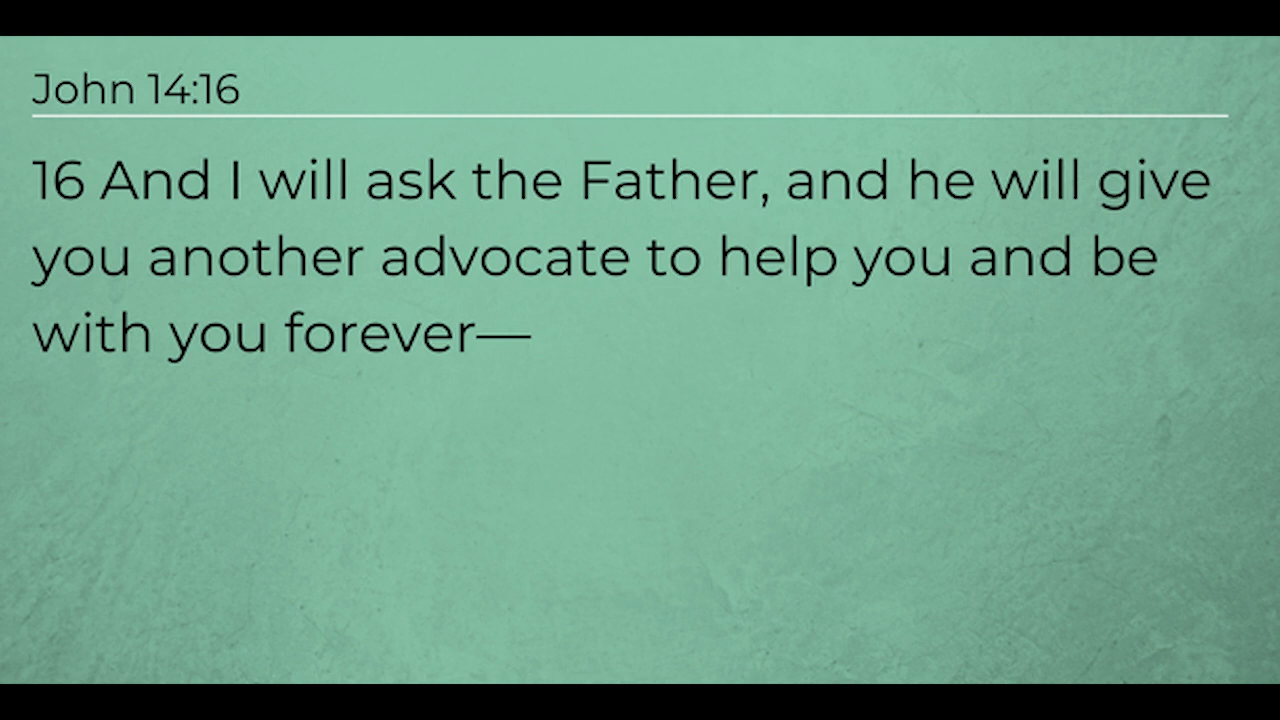 John 14:16
16 And I will ask the Father, and he will give
you another advocate to help you and be
with you forever—